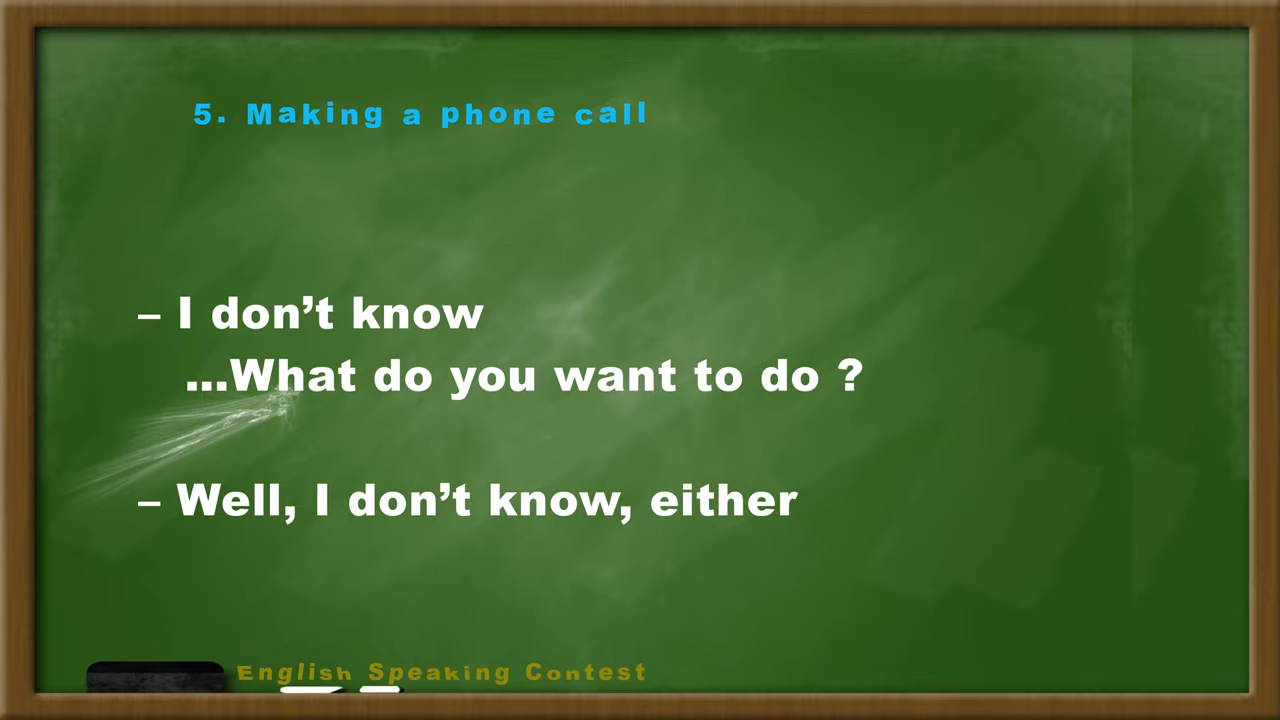 5. Making a phone call
– I don’t know
...What do you want to do ?
– Well, I don’t know, either
English Speaking Contest